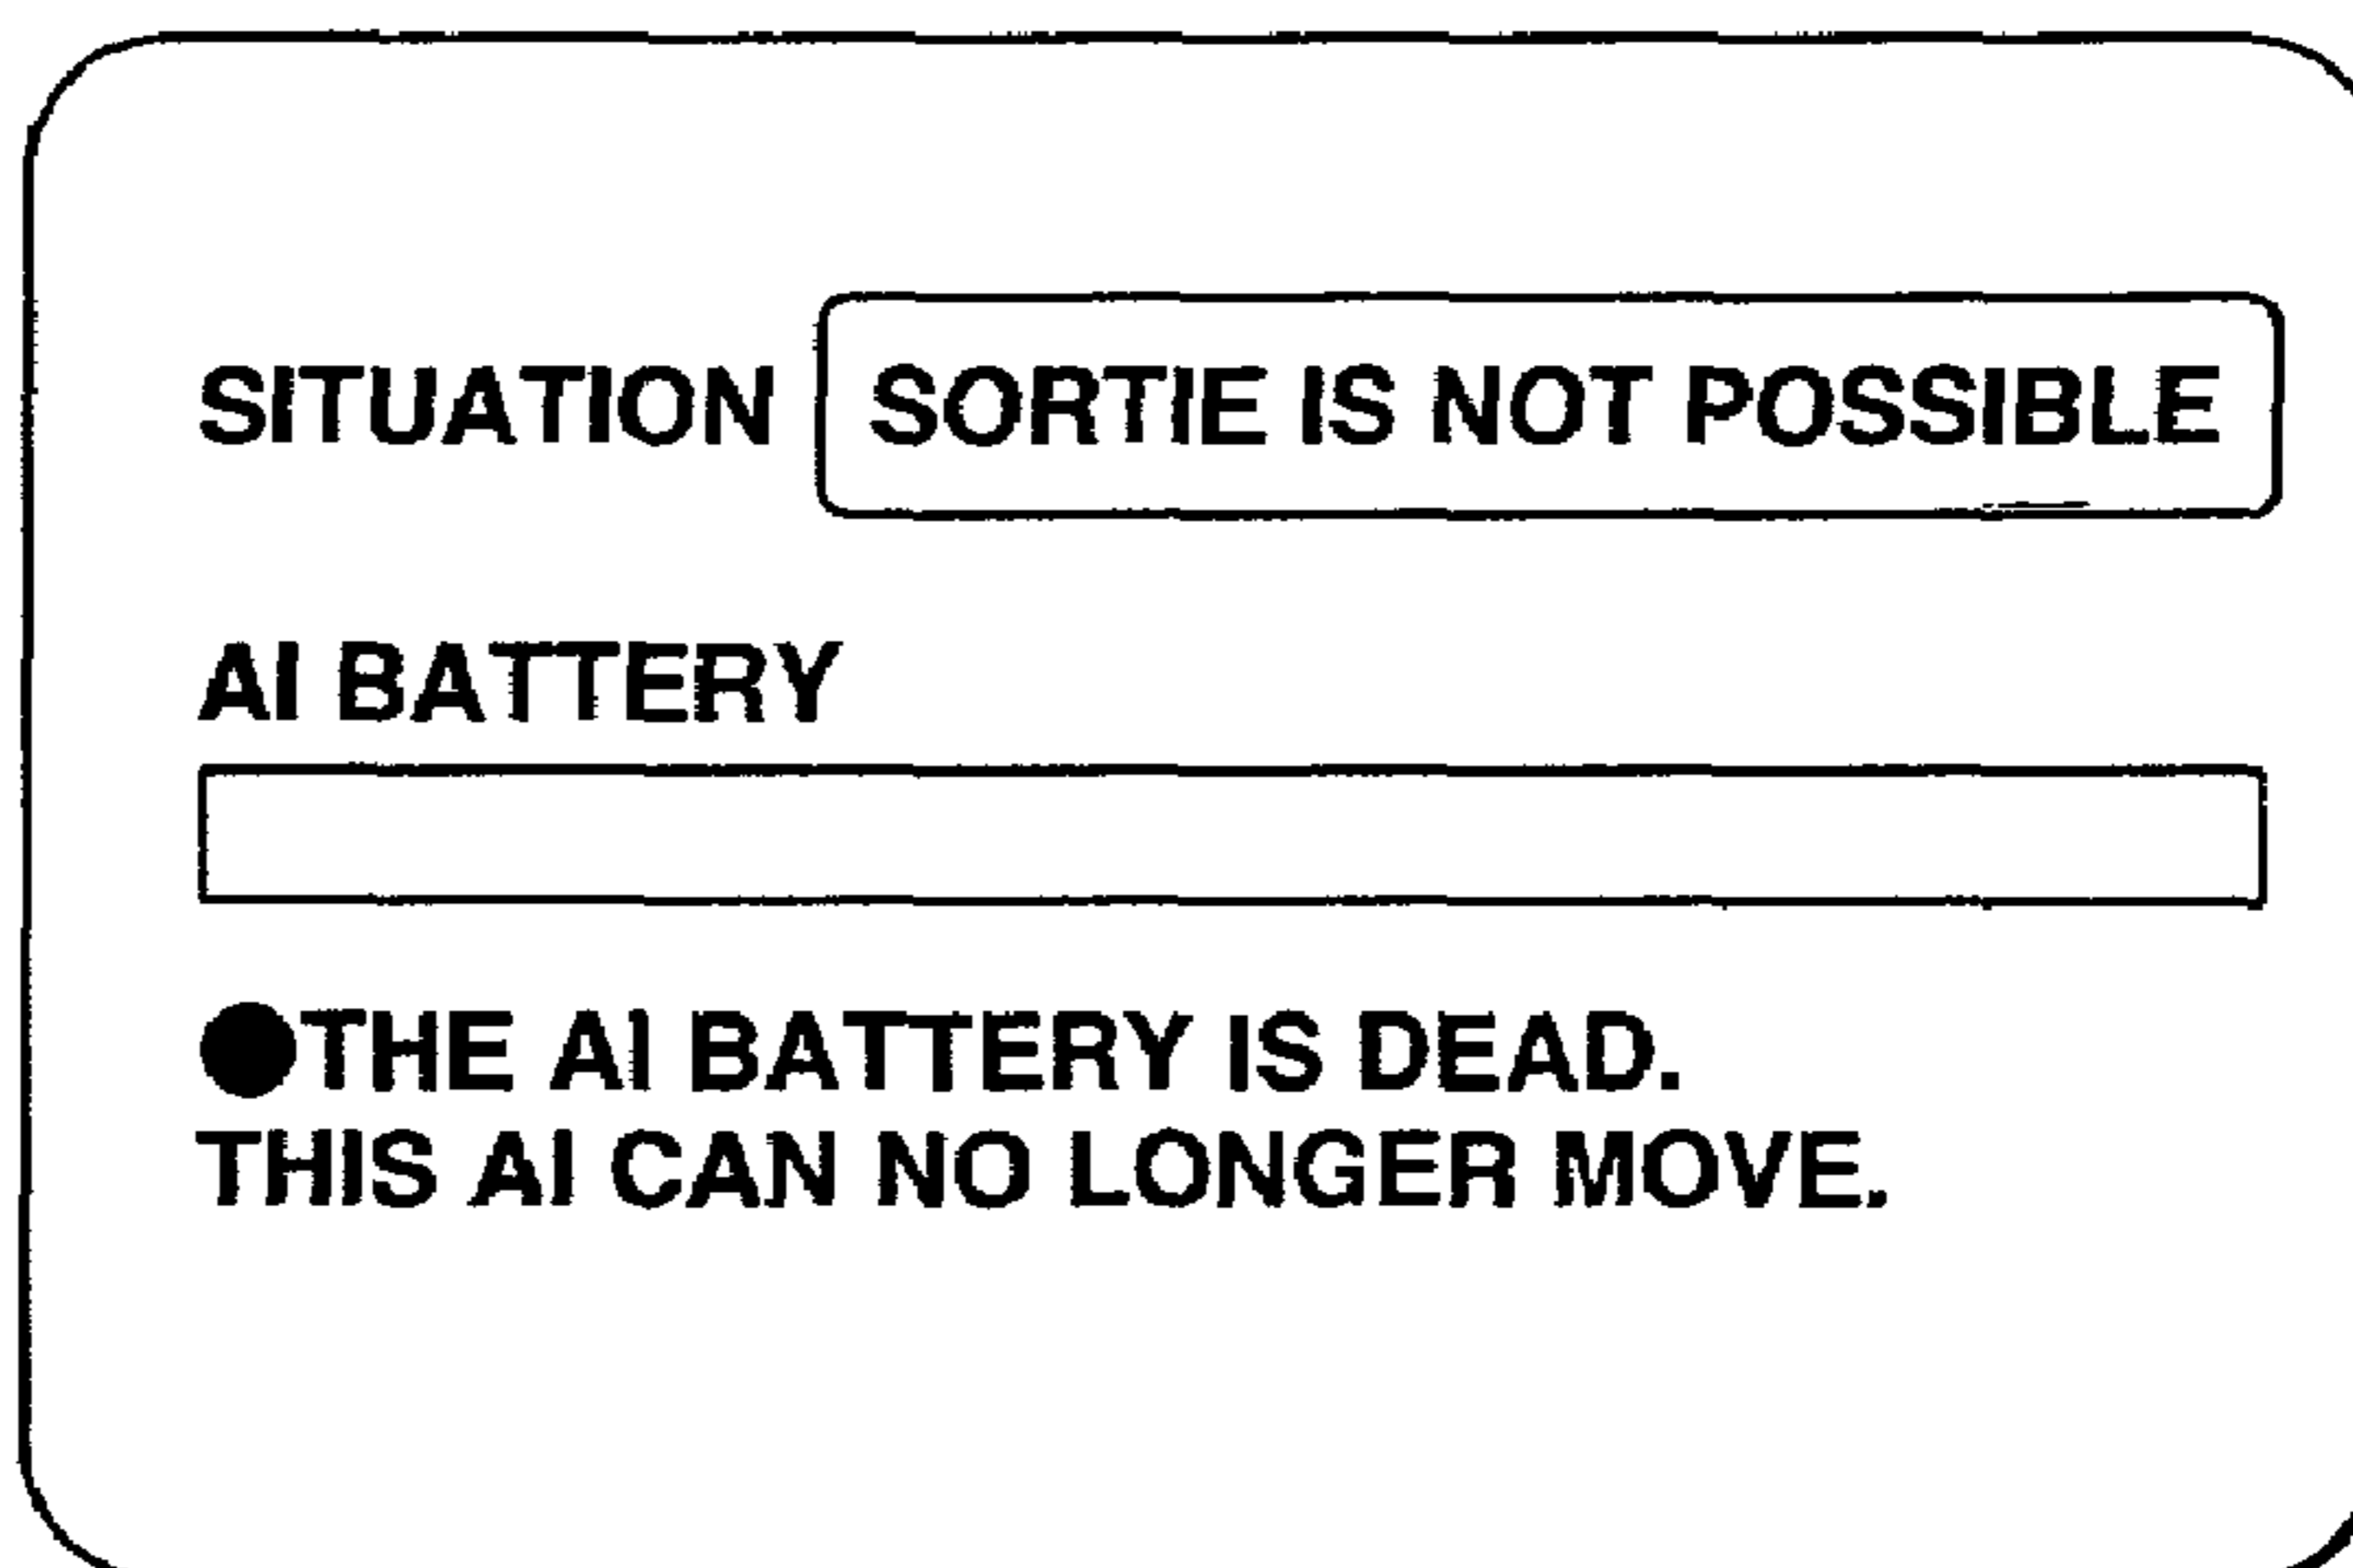 SITUATION SORTIE IS NOT POSSIBLE
AI BATTERY
●THE AI BATTERY IS DEAD.
THIS AI CAN NO LONGER MOVE.